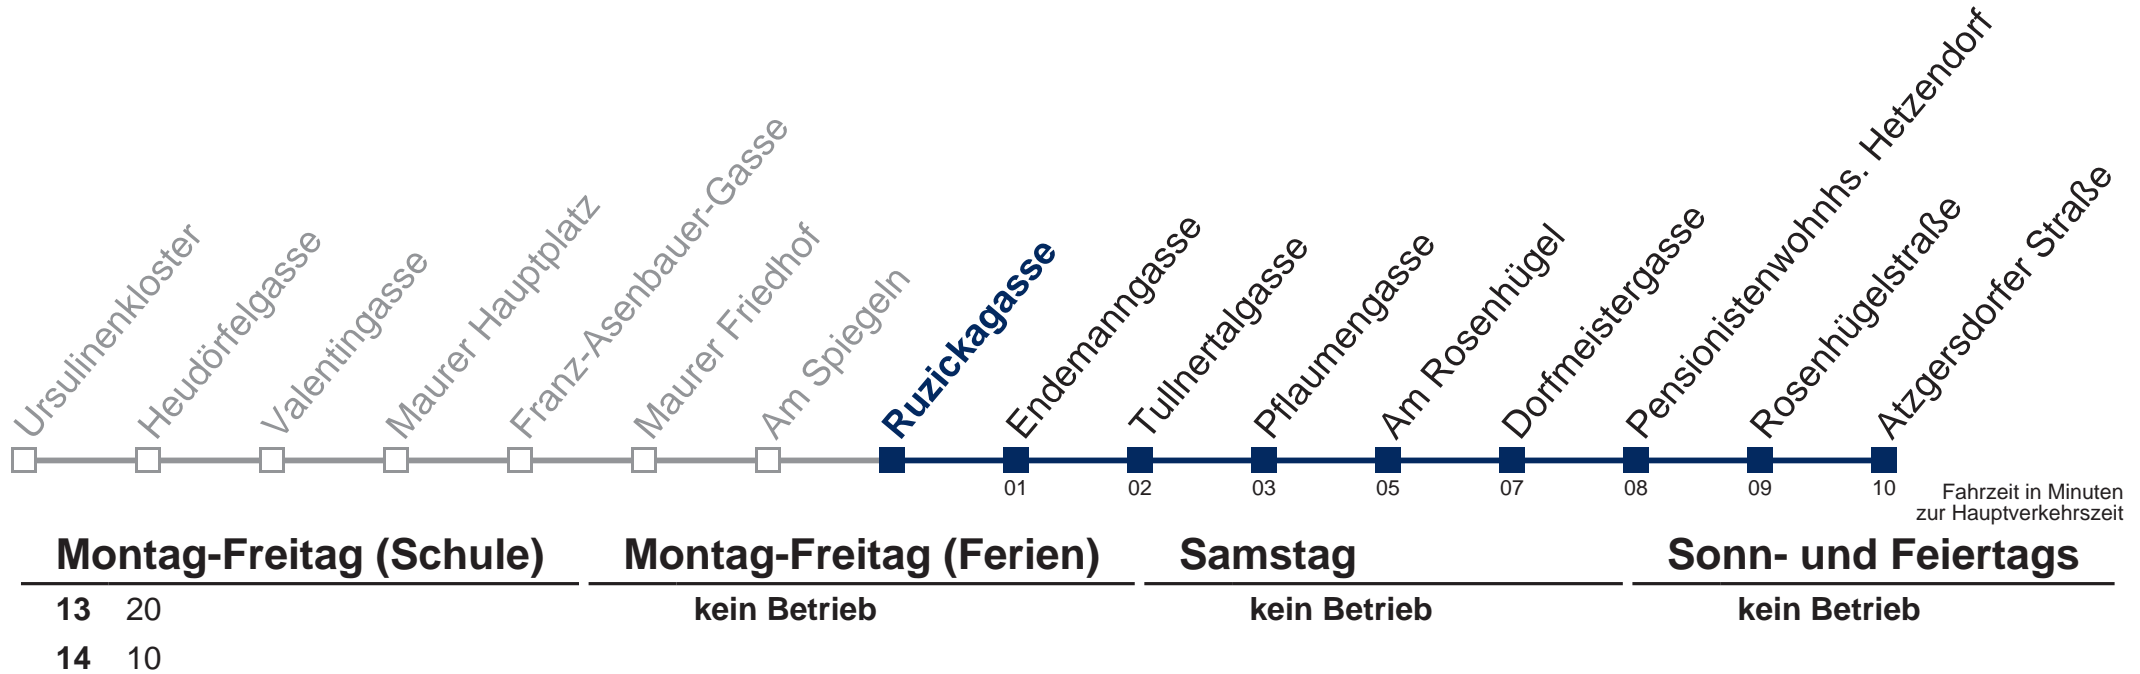 Ursulinenkloster
Heudörfelgasse
Valentingasse
Maurer Hauptplatz
Franz-Asenbauer-Gasse
Maurer Friedhof
Am Spiegeln
Ruzickagasse
Endemanngasse
Tullnertalgasse
Pflaumengasse
Am Rosenhügel
Dorfmeistergasse
Pensionistenwohnhs. Hetzendorf
Rosenhügelstraße
Atzgersdorfer Straße
01 02 03 05 07 08 09 10
Fahrzeit in Minuten
zur Hauptverkehrszeit
Montag-Freitag (Schule) Montag-Freitag (Ferien) Samstag Sonn- und Feiertags
13 20 kein Betrieb kein Betrieb kein Betrieb
14 10